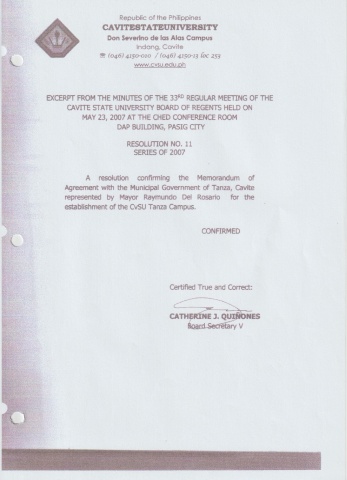 Republic of the Philippines
CAVITESTATEUNIVERSITY
Don Severino de las Alas Campus
Indang, Cavite
☎ (046) 4150-010 / (046) 4150-13 loc 252
www.cvsu.edu.ph
EXCERPT FROM THE MINUTES OF THE 33RD REGULAR MEETING OF THE
CAVITE STATE UNIVERSITY BOARD OF REGENTS HELD ON
MAY 23, 2007 AT THE CHED CONFERENCE ROOM
DAP BUILDING, PASIG CITY
RESOLUTION NO. 11
SERIES OF 2007
A resolution confirming the Memorandum of
Agreement with the Municipal Government of Tanza, Cavite
represented by Mayor Raymundo Del Rosario for the
establishment of the CvSU Tanza Campus.
CONFIRMED
Certified True and Correct:
CATHERINE J. QUIÑONES
Board Secretary V